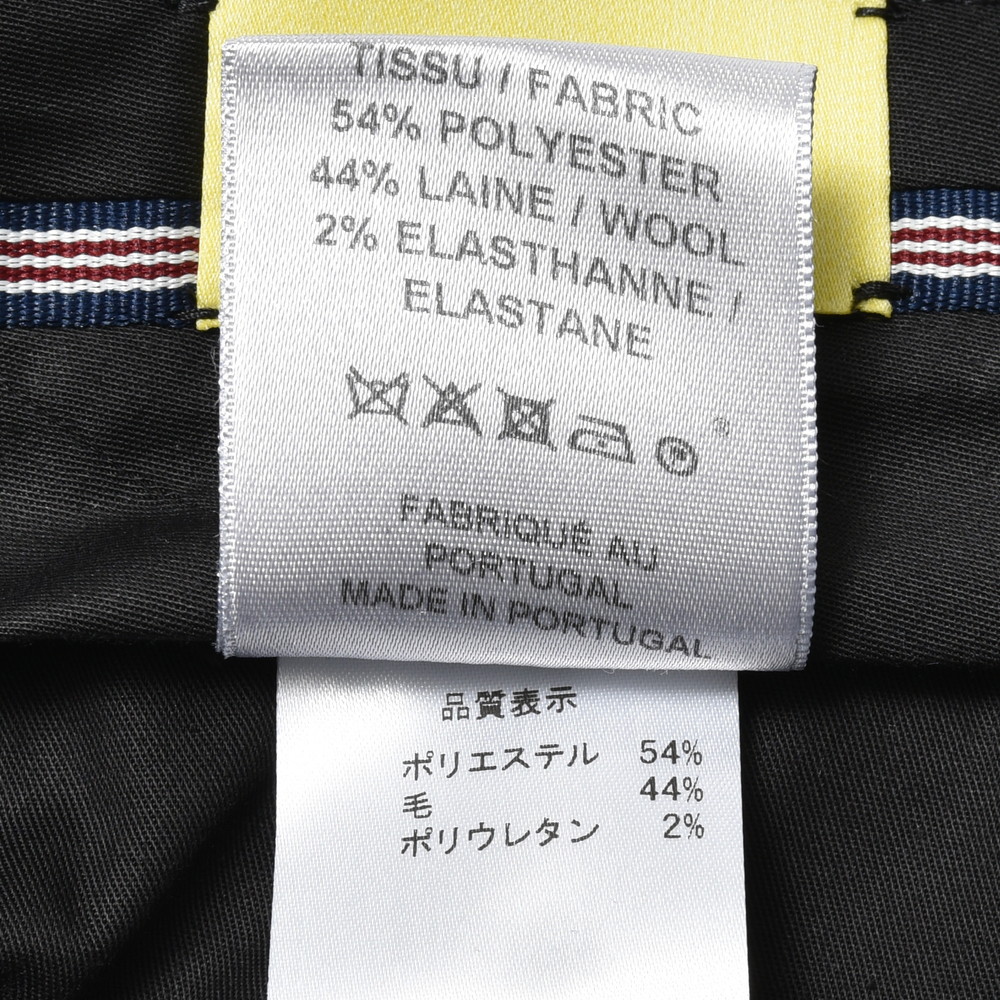 TISSU / FABRIC
54% POLYESTER
44% LAINE / WOOL
2% ELASTHANNE /
ELASTANE
FABRIQUÉ AU
PORTUGAL
MADE IN PORTUGAL
品質表示
ポリエステル 54%
毛 44%
ポリウレタン 2%